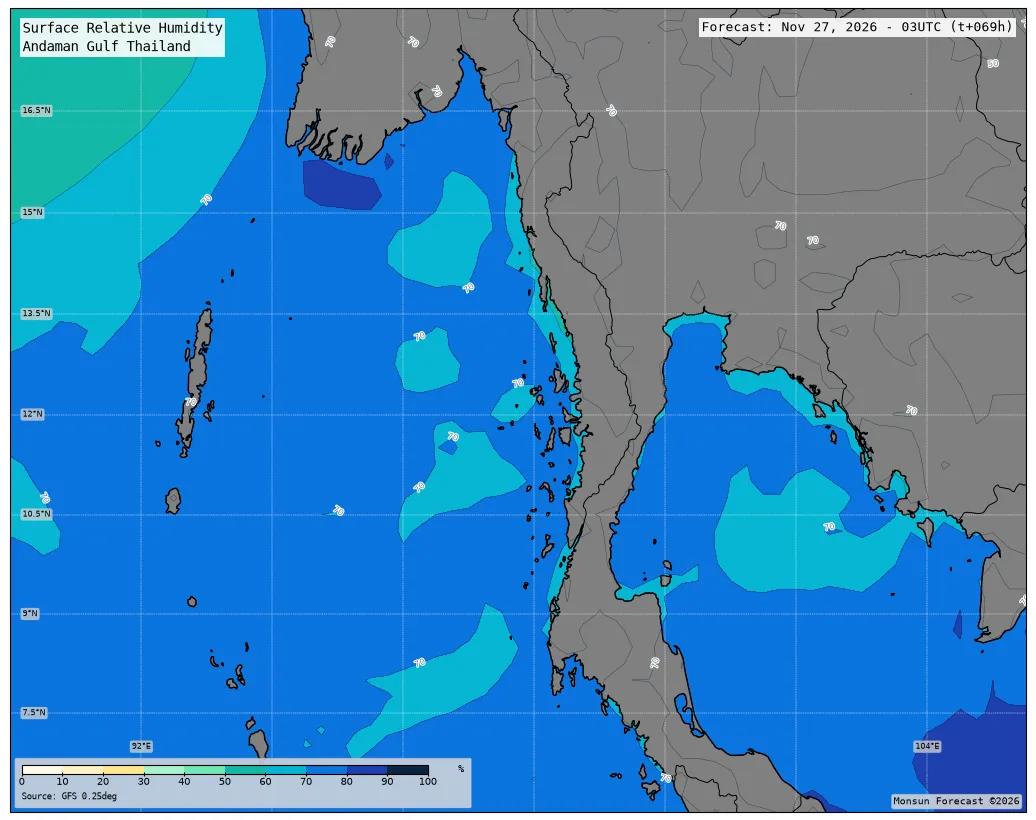 Surface Relative Humidity
Andaman Gulf Thailand
Forecast: Nov 27, 2026 - 03UTC (t+069h)
70
70
50
70
70
16.5°N
70
15°N
70
70
70
13.5°N
70
70
70
12°N
70
70
70
70
10.5°N
70
70
9°N
70
70
7.5°N
92°E
104°E
70
0 10 20 30 40 50 60 70 80 90 100 %
Source: GFS 0.25deg
Monsun Forecast ©2026